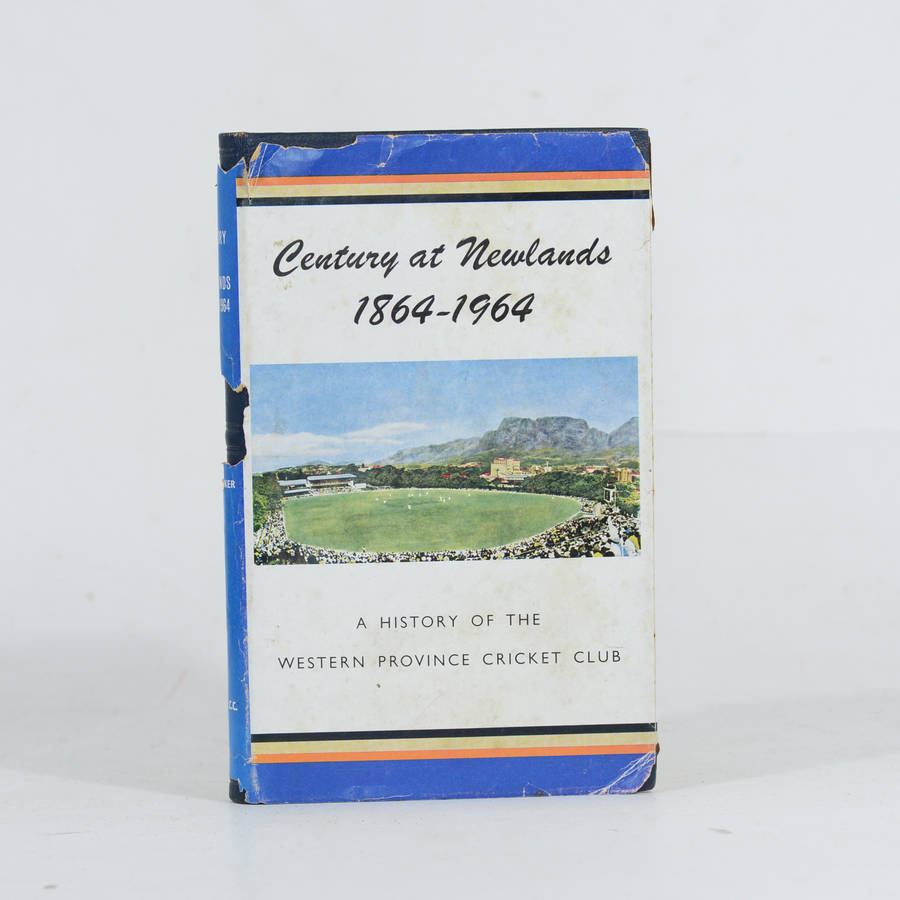 Century at Newlands
1864-1964
A HISTORY OF THE
WESTERN PROVINCE CRICKET CLUB